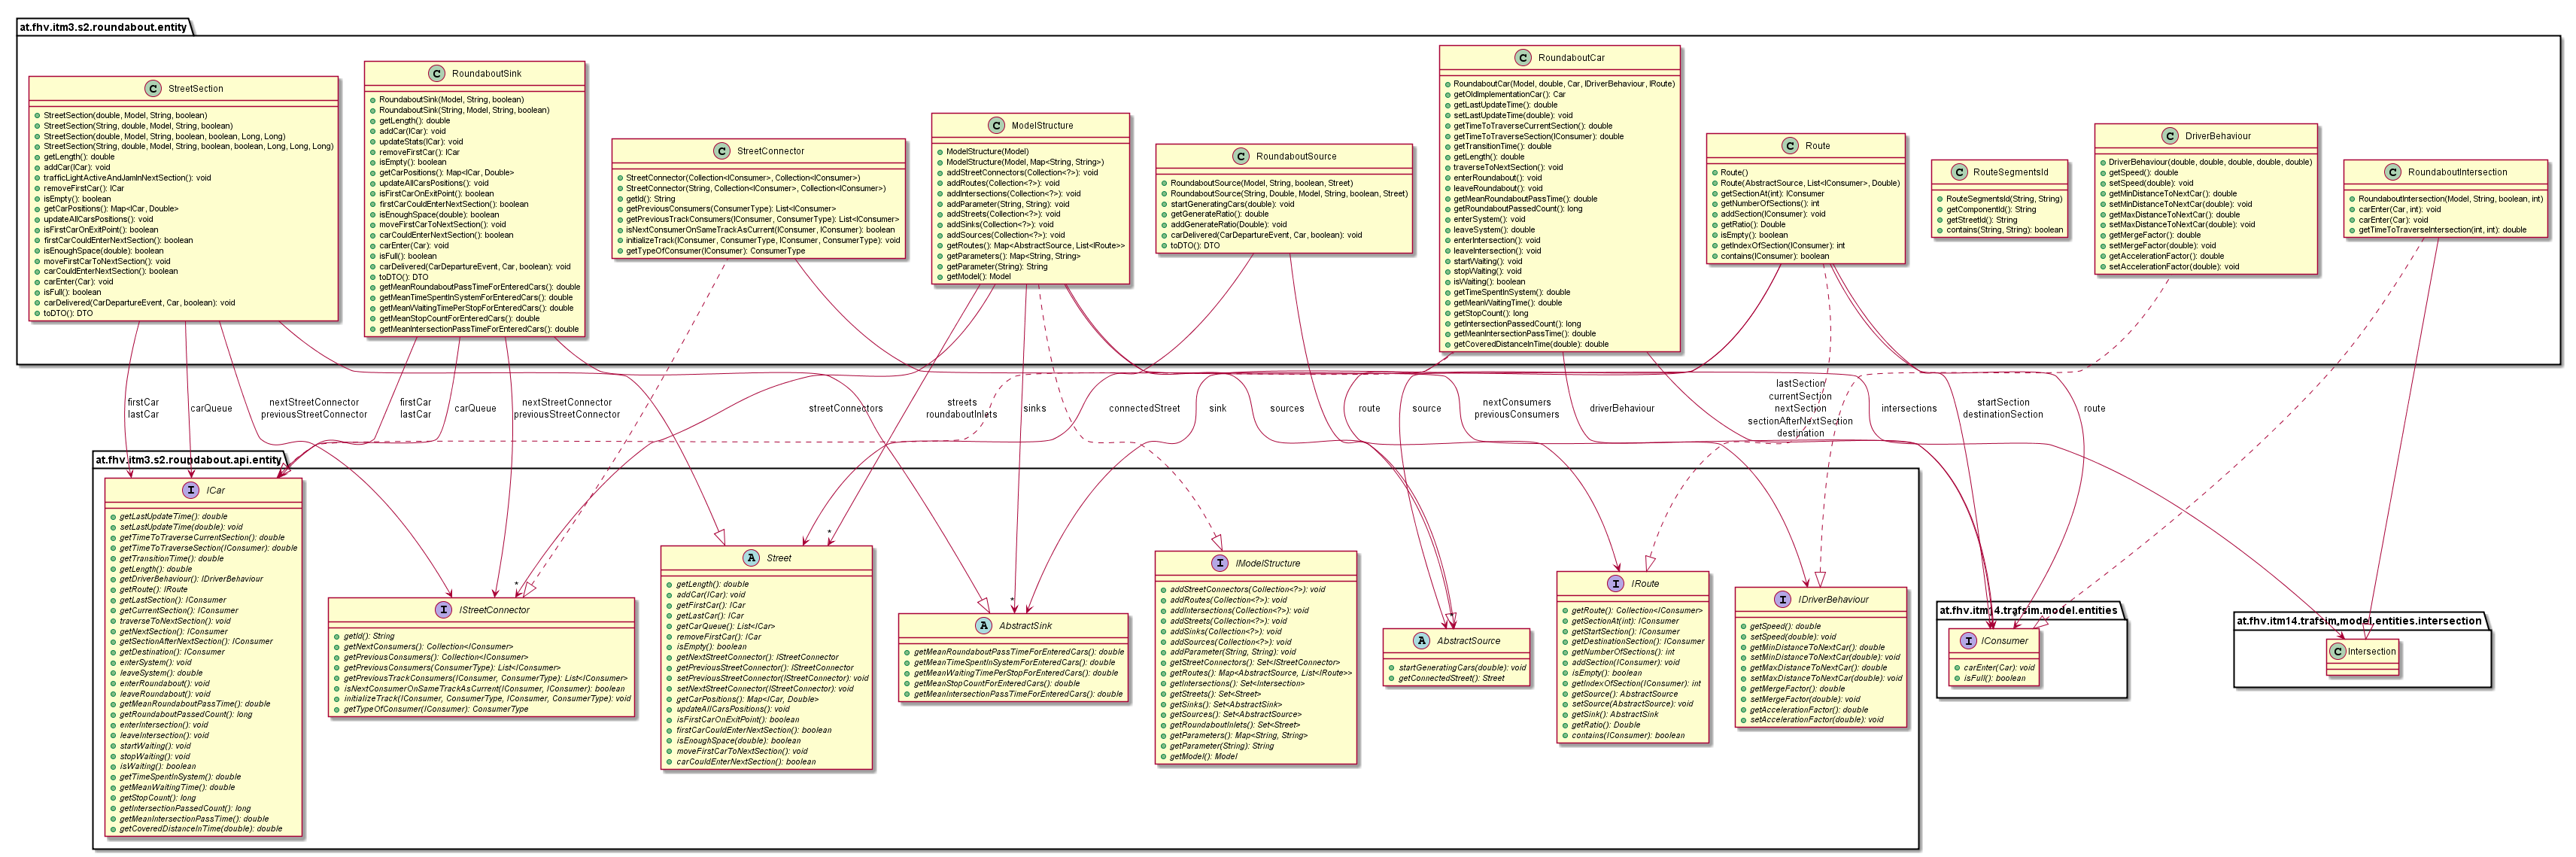 at.fhv.itm3.s2.roundabout.entity
StreetSection
StreetSection(double, Model, String, boolean)
StreetSection(String, double, Model, String, boolean)
StreetSection(double, Model, String, boolean, boolean, Long, Long)
StreetSection(String, double, Model, String, boolean, boolean, Long, Long, Long)
getLength(): double
addCar(ICar): void
trafficLightActiveAndJamInNextSection(): void
removeFirstCar(): ICar
isEmpty(): boolean
getCarPositions(): Map<ICar, Double>
updateAllCarsPositions(): void
isFirstCarOnExitPoint(): boolean
firstCarCouldEnterNextSection(): boolean
isEnoughSpace(double): boolean
moveFirstCarToNextSection(): void
carCouldEnterNextSection(): boolean
carEnter(Car): void
isFull(): boolean
carDelivered(CarDepartureEvent, Car, boolean): void
toDTO(): DTO
RoundaboutSink
RoundaboutSink(Model, String, boolean)
RoundaboutSink(String, Model, String, boolean)
getLength(): double
addCar(ICar): void
updateStats(ICar): void
removeFirstCar(): ICar
isEmpty(): boolean
getCarPositions(): Map<ICar, Double>
updateAllCarsPositions(): void
isFirstCarOnExitPoint(): boolean
firstCarCouldEnterNextSection(): boolean
isEnoughSpace(double): boolean
moveFirstCarToNextSection(): void
carCouldEnterNextSection(): boolean
carEnter(Car): void
isFull(): boolean
carDelivered(CarDepartureEvent, Car, boolean): void
toDTO(): DTO
getMeanRoundaboutPassTimeForEnteredCars(): double
getMeanTimeSpentInSystemForEnteredCars(): double
getMeanWaitingTimePerStopForEnteredCars(): double
getMeanStopCountForEnteredCars(): double
getMeanIntersectionPassTimeForEnteredCars(): double
StreetConnector
StreetConnector(Collection<IConsumer>, Collection<IConsumer>)
StreetConnector(String, Collection<IConsumer>, Collection<IConsumer>)
getId(): String
getPreviousConsumers(ConsumerType): List<IConsumer>
getPreviousTrackConsumers(IConsumer, ConsumerType): List<IConsumer>
isNextConsumerOnSameTrackAsCurrent(IConsumer, IConsumer): boolean
initializeTrack(IConsumer, ConsumerType, IConsumer, ConsumerType): void
getTypeOfConsumer(IConsumer): ConsumerType
ModelStructure
ModelStructure(Model)
ModelStructure(Model, Map<String, String>)
addStreetConnectors(Collection<?>): void
addRoutes(Collection<?>): void
addIntersections(Collection<?>): void
addParameter(String, String): void
addStreets(Collection<?>): void
addSinks(Collection<?>): void
addSources(Collection<?>): void
getRoutes(): Map<AbstractSource, List<IRoute>>
getParameters(): Map<String, String>
getParameter(String): String
getModel(): Model
RoundaboutSource
RoundaboutSource(Model, String, boolean, Street)
RoundaboutSource(String, Double, Model, String, boolean, Street)
startGeneratingCars(double): void
getGenerateRatio(): double
addGenerateRatio(Double): void
carDelivered(CarDepartureEvent, Car, boolean): void
toDTO(): DTO
RoundaboutCar
RoundaboutCar(Model, double, Car, IDriverBehaviour, IRoute)
getOldImplementationCar(): Car
getLastUpdateTime(): double
setLastUpdateTime(double): void
getTimeToTraverseCurrentSection(): double
getTimeToTraverseSection(IConsumer): double
getTransitionTime(): double
getLength(): double
traverseToNextSection(): void
enterRoundabout(): void
leaveRoundabout(): void
getMeanRoundaboutPassTime(): double
getRoundaboutPassedCount(): long
enterSystem(): void
leaveSystem(): double
enterIntersection(): void
leaveIntersection(): void
startWaiting(): void
stopWaiting(): void
isWaiting(): boolean
getTimeSpentInSystem(): double
getMeanWaitingTime(): double
getStopCount(): long
getIntersectionPassedCount(): long
getMeanIntersectionPassTime(): double
getCoveredDistanceInTime(double): double
Route
Route()
Route(AbstractSource, List<IConsumer>, Double)
getSectionAt(int): IConsumer
getNumberOfSections(): int
addSection(IConsumer): void
getRatio(): Double
isEmpty(): boolean
getIndexOfSection(IConsumer): int
contains(IConsumer): boolean
RouteSegmentsId
RouteSegmentsId(String, String)
getComponentId(): String
getStreetId(): String
contains(String, String): boolean
DriverBehaviour
DriverBehaviour(double, double, double, double, double)
getSpeed(): double
setSpeed(double): void
getMinDistanceToNextCar(): double
setMinDistanceToNextCar(double): void
getMaxDistanceToNextCar(): double
setMaxDistanceToNextCar(double): void
getMergeFactor(): double
setMergeFactor(double): void
getAccelerationFactor(): double
setAccelerationFactor(double): void
RoundaboutIntersection
RoundaboutIntersection(Model, String, boolean, int)
carEnter(Car, int): void
carEnter(Car): void
getTimeToTraverseIntersection(int, int): double
firstCar
lastCar
carQueue
nextStreetConnector
previousStreetConnector
firstCar
lastCar
carQueue
nextStreetConnector
previousStreetConnector
streetConnectors
streets
roundaboutInlets
sinks
connectedStreet
sink
sources
route
source
nextConsumers
previousConsumers
driverBehaviour
lastSection
currentSection
nextSection
sectionAfterNextSection
destination
intersections
startSection
destinationSection
route
at.fhv.itm3.s2.roundabout.api.entity
ICar
getLastUpdateTime(): double
setLastUpdateTime(double): void
getTimeToTraverseCurrentSection(): double
getTimeToTraverseSection(IConsumer): double
getTransitionTime(): double
getLength(): double
getDriverBehaviour(): IDriverBehaviour
getRoute(): IRoute
getLastSection(): IConsumer
getCurrentSection(): IConsumer
traverseToNextSection(): void
getNextSection(): IConsumer
getSectionAfterNextSection(): IConsumer
getDestination(): IConsumer
enterSystem(): void
leaveSystem(): double
enterRoundabout(): void
leaveRoundabout(): void
getMeanRoundaboutPassTime(): double
getRoundaboutPassedCount(): long
enterIntersection(): void
leaveIntersection(): void
startWaiting(): void
stopWaiting(): void
isWaiting(): boolean
getTimeSpentInSystem(): double
getMeanWaitingTime(): double
getStopCount(): long
getIntersectionPassedCount(): long
getMeanIntersectionPassTime(): double
getCoveredDistanceInTime(double): double
*
IStreetConnector
getId(): String
getNextConsumers(): Collection<IConsumer>
getPreviousConsumers(): Collection<IConsumer>
getPreviousConsumers(ConsumerType): List<IConsumer>
getPreviousTrackConsumers(IConsumer, ConsumerType): List<IConsumer>
isNextConsumerOnSameTrackAsCurrent(IConsumer, IConsumer): boolean
initializeTrack(IConsumer, ConsumerType, IConsumer, ConsumerType): void
getTypeOfConsumer(IConsumer): ConsumerType
*
Street
getLength(): double
addCar(ICar): void
getFirstCar(): ICar
getLastCar(): ICar
getCarQueue(): List<ICar>
removeFirstCar(): ICar
isEmpty(): boolean
getNextStreetConnector(): IStreetConnector
getPreviousStreetConnector(): IStreetConnector
setPreviousStreetConnector(IStreetConnector): void
setNextStreetConnector(IStreetConnector): void
getCarPositions(): Map<ICar, Double>
updateAllCarsPositions(): void
isFirstCarOnExitPoint(): boolean
firstCarCouldEnterNextSection(): boolean
isEnoughSpace(double): boolean
moveFirstCarToNextSection(): void
carCouldEnterNextSection(): boolean
*
AbstractSink
getMeanRoundaboutPassTimeForEnteredCars(): double
getMeanTimeSpentInSystemForEnteredCars(): double
getMeanWaitingTimePerStopForEnteredCars(): double
getMeanStopCountForEnteredCars(): double
getMeanIntersectionPassTimeForEnteredCars(): double
IModelStructure
addStreetConnectors(Collection<?>): void
addRoutes(Collection<?>): void
addIntersections(Collection<?>): void
addStreets(Collection<?>): void
addSinks(Collection<?>): void
addSources(Collection<?>): void
addParameter(String, String): void
getStreetConnectors(): Set<IStreetConnector>
getRoutes(): Map<AbstractSource, List<IRoute>>
getIntersections(): Set<Intersection>
getStreets(): Set<Street>
getSinks(): Set<AbstractSink>
getSources(): Set<AbstractSource>
getRoundaboutInlets(): Set<Street>
getParameters(): Map<String, String>
getParameter(String): String
getModel(): Model
AbstractSource
startGeneratingCars(double): void
getConnectedStreet(): Street
IRoute
getRoute(): Collection<IConsumer>
getSectionAt(int): IConsumer
getStartSection(): IConsumer
getDestinationSection(): IConsumer
getNumberOfSections(): int
addSection(IConsumer): void
isEmpty(): boolean
getIndexOfSection(IConsumer): int
getSource(): AbstractSource
setSource(AbstractSource): void
getSink(): AbstractSink
getRatio(): Double
contains(IConsumer): boolean
IDriverBehaviour
getSpeed(): double
setSpeed(double): void
getMinDistanceToNextCar(): double
setMinDistanceToNextCar(double): void
getMaxDistanceToNextCar(): double
setMaxDistanceToNextCar(double): void
getMergeFactor(): double
setMergeFactor(double): void
getAccelerationFactor(): double
setAccelerationFactor(double): void
at.fhv.itm14.trafsim.model.entities
IConsumer
carEnter(Car): void
isFull(): boolean
at.fhv.itm14.trafsim.model.entities.intersection
Intersection